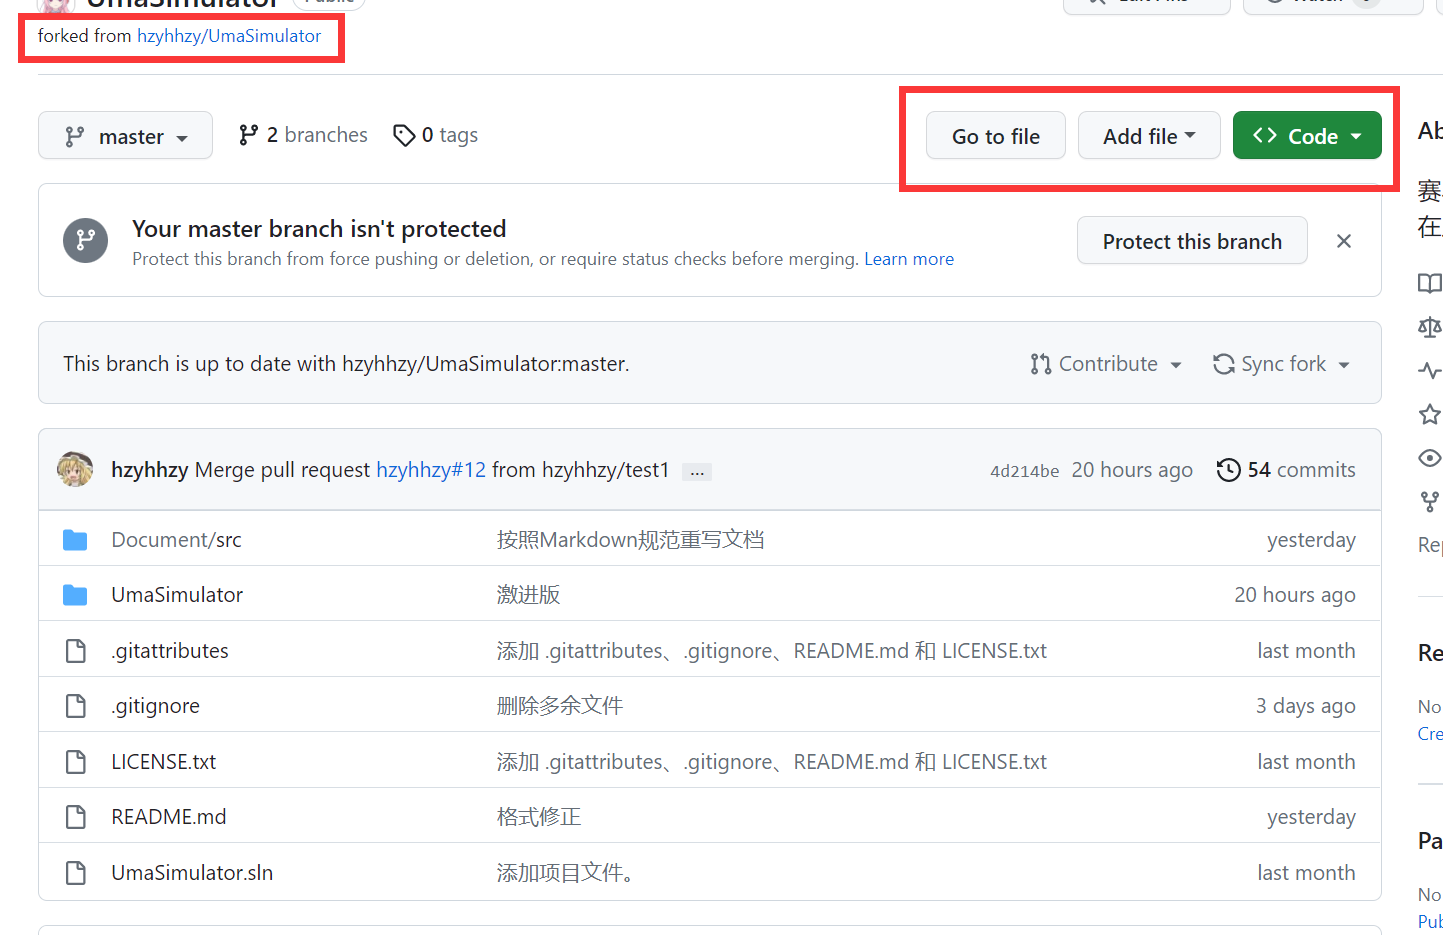 UmaSimulator Public
Edit Pins Watch
forked from hzyhhzy/UmaSimulator
master 2 branches 0 tags Go to file Add file Code
Your master branch isn't protected
Protect this branch from force pushing or deletion, or require status checks before merging. Learn more
Protect this branch
This branch is up to date with hzyhhzy/UmaSimulator:master. Contribute Sync fork
hzyhhzy Merge pull request hzyhhzy#12 from hzyhhzy/test1 ... 4d214be 20 hours ago 54 commits
Document/src 按照Markdown规范重写文档 yesterday
UmaSimulator 激进版 20 hours ago
.gitattributes 添加 .gitattributes、.gitignore、README.md 和 LICENSE.txt last month
.gitignore 删除多余文件 3 days ago
LICENSE.txt 添加 .gitattributes、.gitignore、README.md 和 LICENSE.txt last month
README.md 格式修正 yesterday
UmaSimulator.sln 添加项目文件。 last month
Ab
赛
在
Rep
Re
No
Cre
Pa
No
Pub